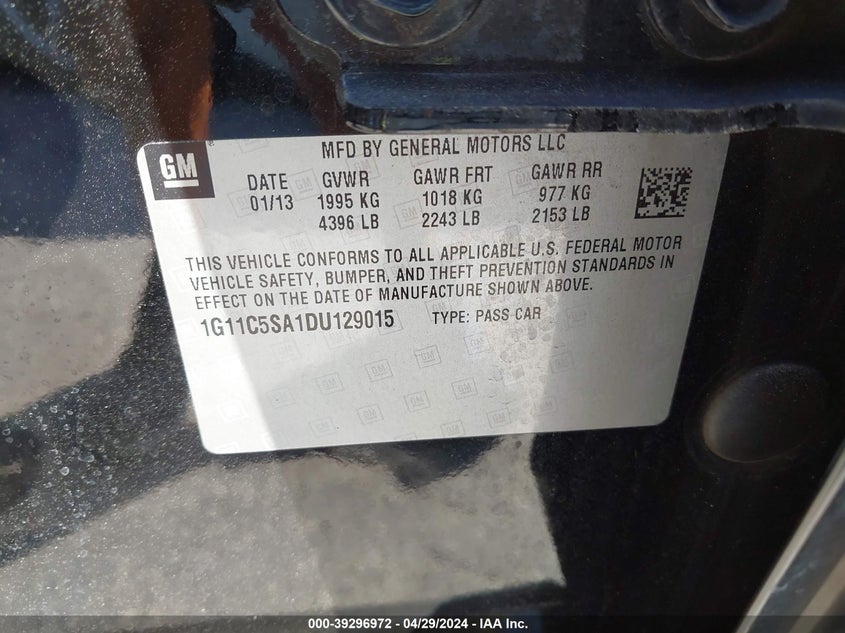 GM
MFD BY GENERAL MOTORS LLC
DATE GVWR GAWR FRT GAWR RR
01/13 1995 KG 1018 KG 977 KG
4396 LB 2243 LB 2153 LB
THIS VEHICLE CONFORMS TO ALL APPLICABLE U.S. FEDERAL MOTOR
VEHICLE SAFETY, BUMPER, AND THEFT PREVENTION STANDARDS IN
EFFECT ON THE DATE OF MANUFACTURE SHOWN ABOVE.
1G11C5SA1DU129015 TYPE: PASS CAR
000-39296972 - 04/29/2024 - IAA Inc.